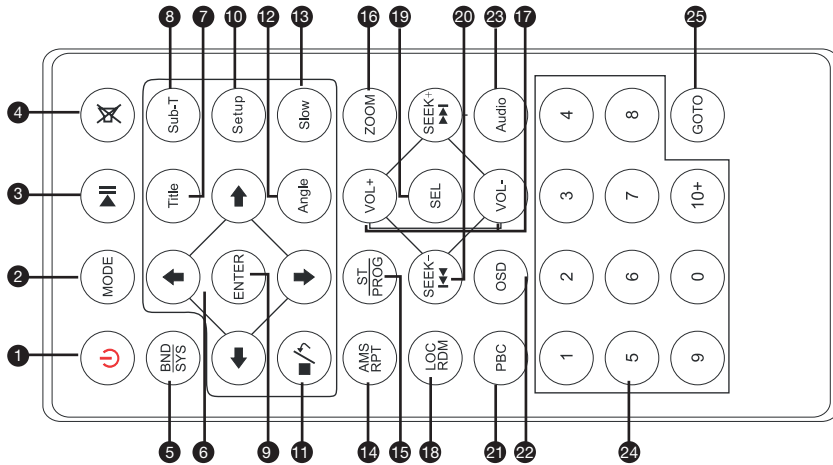 8
7
10
12
13
16
19
20
23
17
25
4
3
2
1
MODE
BND
SYS
Title
Sub-T
ENTER
Setup
Angle
Slow
AMS
RPT
ST
PROG
VOL+
ZOOM
LOC
RDM
SEEK-
SEL
SEEK+
PBC
OSD
VOL-
Audio
1
2
3
4
5
6
7
8
9
0
10+
GOTO
5
6
9
11
14
15
18
21
22
24